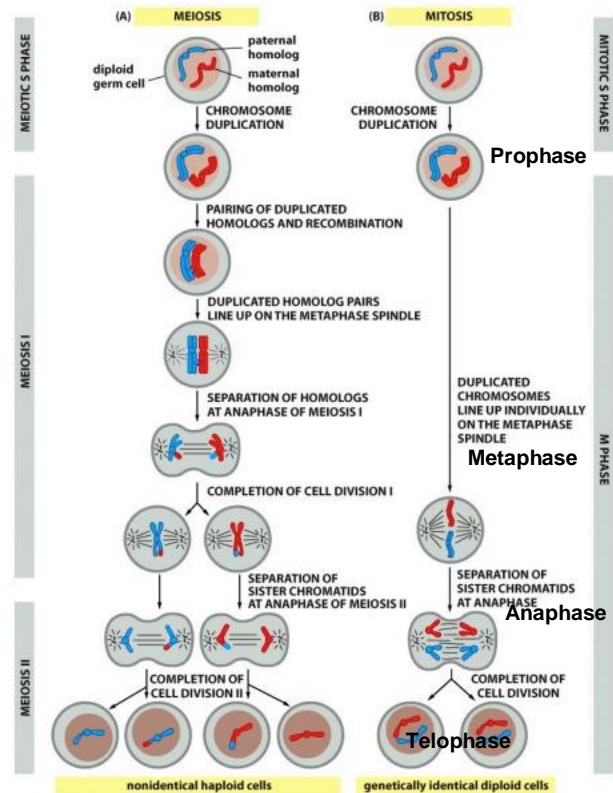 (A) MEIOSIS
(B) MITOSIS
MEIOTIC S PHASE
MITOTIC S PHASE
paternal
homolog
maternal
homolog
diploid
germ cell
CHROMOSOME
DUPLICATION
CHROMOSOME
DUPLICATION
Prophase
PAIRING OF DUPLICATED
HOMOLOGS AND RECOMBINATION
MEIOSIS I
DUPLICATED HOMOLOG PAIRS
LINE UP ON THE METAPHASE SPINDLE
SEPARATION OF HOMOLOGS
AT ANAPHASE OF MEIOSIS I
DUPLICATED
CHROMOSOMES
LINE UP INDIVIDUALLY
ON THE METAPHASE
SPINDLE
Metaphase
M PHASE
COMPLETION OF CELL DIVISION I
SEPARATION OF
SISTER CHROMATIDS
AT ANAPHASE OF MEIOSIS II
SEPARATION OF
SISTER CHROMATIDS
AT ANAPHASE
Anaphase
MEIOSIS II
COMPLETION OF
CELL DIVISION II
COMPLETION OF
CELL DIVISION
Telophase
nonidentical haploid cells
genetically identical diploid cells